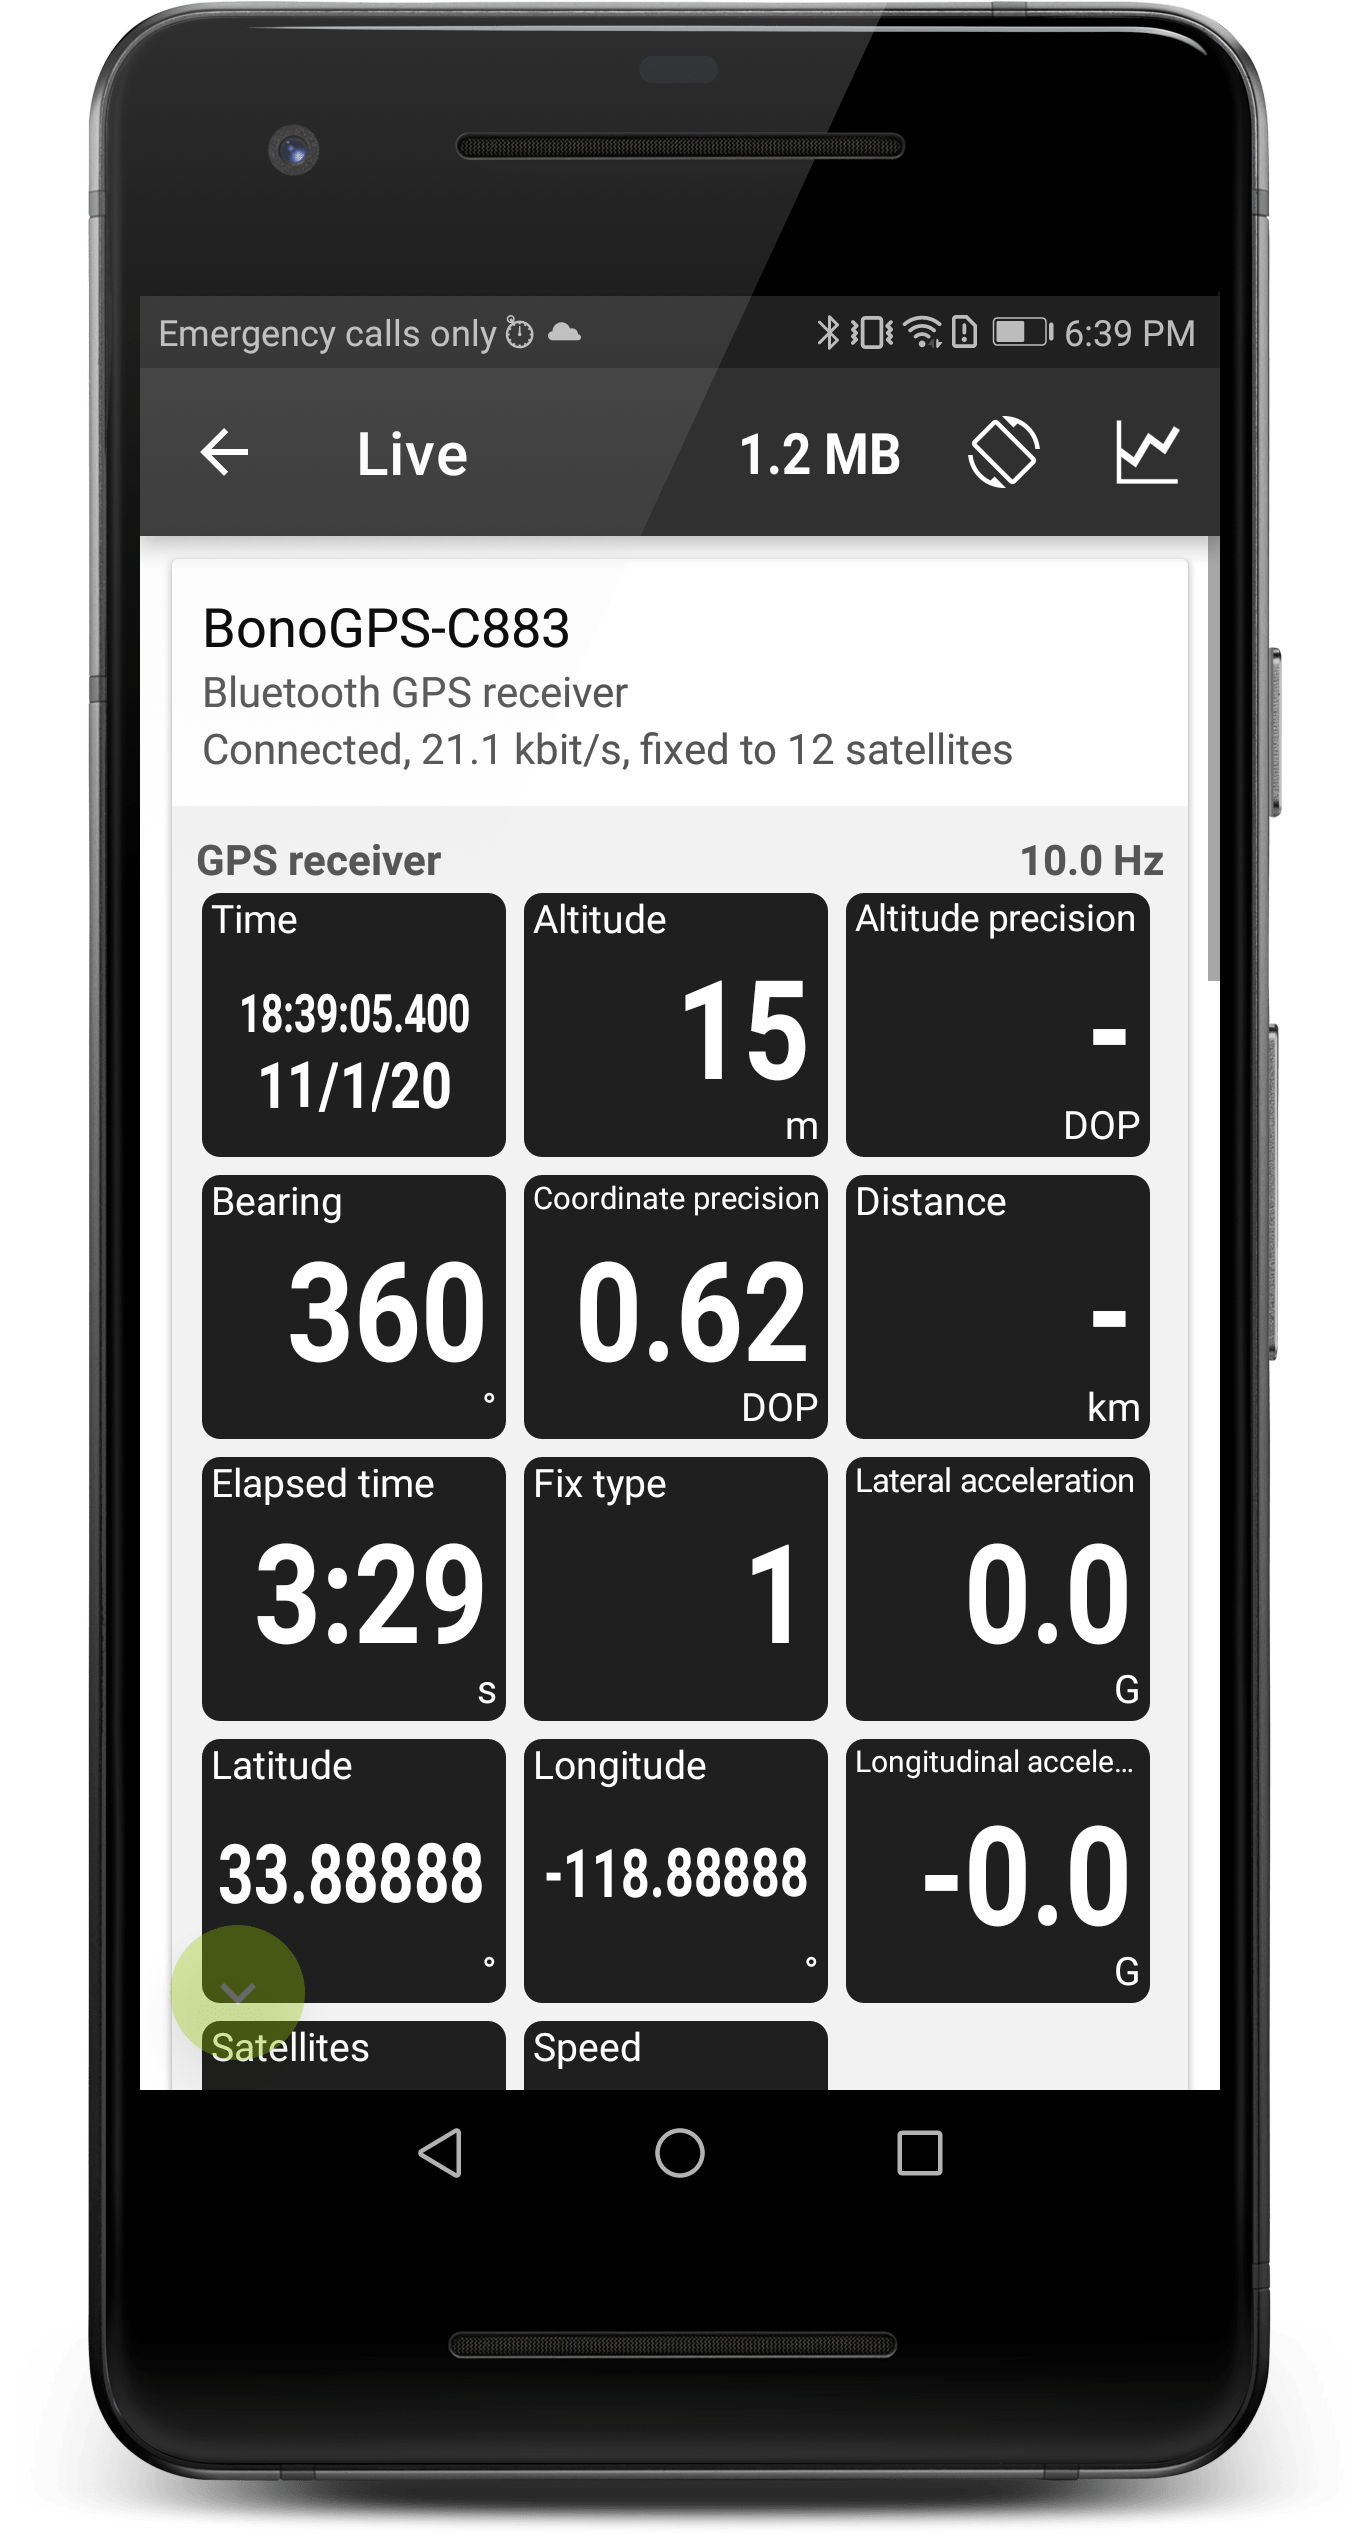 Emergency calls only 6:39 PM
Live 1.2 MB
BonoGPS-C883
Bluetooth GPS receiver
Connected, 21.1 kbit/s, fixed to 12 satellites
GPS receiver 10.0 Hz
Time
18:39:05.400
11/1/20
Altitude
15
m
Altitude precision
-
DOP
Bearing
360
°
Coordinate precision
0.62
DOP
Distance
-
km
Elapsed time
3:29
s
Fix type
1
Lateral acceleration
0.0
G
Latitude
33.88888
°
Longitude
-118.88888
°
Longitudinal accele...
-0.0
G
Satellites
Speed